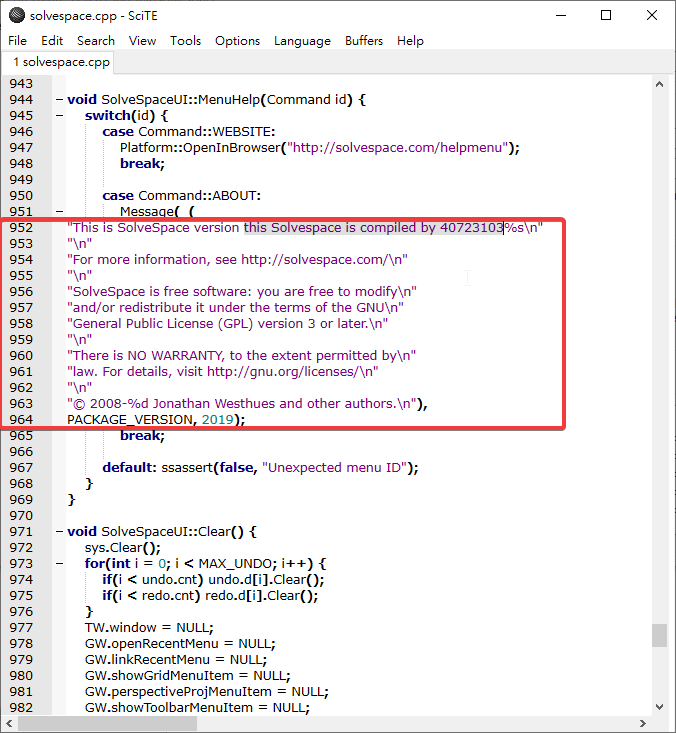 solvespace.cpp - SciTE
File Edit Search View Tools Options Language Buffers Help
1 solvespace.cpp
943
944 void SolveSpaceUI::MenuHelp(Command id) {
945 switch(id) {
946 case Command::WEBSITE:
947 Platform::OpenInBrowser("http://solvespace.com/helpmenu");
948 break;
949
950 case Command::ABOUT:
951 Message(_(
952 "This is SolveSpace version this Solvespace is compiled by 40723103%s\n"
953 "\n"
954 "For more information, see http://solvespace.com/\n"
955 "\n"
956 "SolveSpace is free software: you are free to modify\n"
957 "and/or redistribute it under the terms of the GNU\n"
958 "General Public License (GPL) version 3 or later.\n"
959 "\n"
960 "There is NO WARRANTY, to the extent permitted by\n"
961 "law. For details, visit http://gnu.org/licenses/\n"
962 "\n"
963 "© 2008-%d Jonathan Westhues and other authors.\n"),
964 PACKAGE_VERSION, 2019);
965 break;
966
967 default: ssassert(false, "Unexpected menu ID");
968 }
969 }
970
971 void SolveSpaceUI::Clear() {
972 sys.Clear();
973 for(int i = 0; i < MAX_UNDO; i++) {
974 if(i < undo.cnt) undo.d[i].Clear();
975 if(i < redo.cnt) redo.d[i].Clear();
976 }
977 TW.window = NULL;
978 GW.openRecentMenu = NULL;
979 GW.linkRecentMenu = NULL;
980 GW.showGridMenuItem = NULL;
981 GW.perspectiveProjMenuItem = NULL;
982 GW.showToolbarMenuItem = NULL;